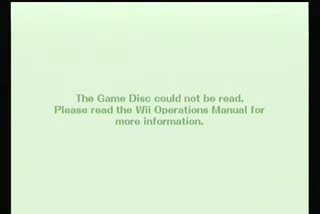 The Game Disc could not be read.
Please read the Wii Operations Manual for
more information.